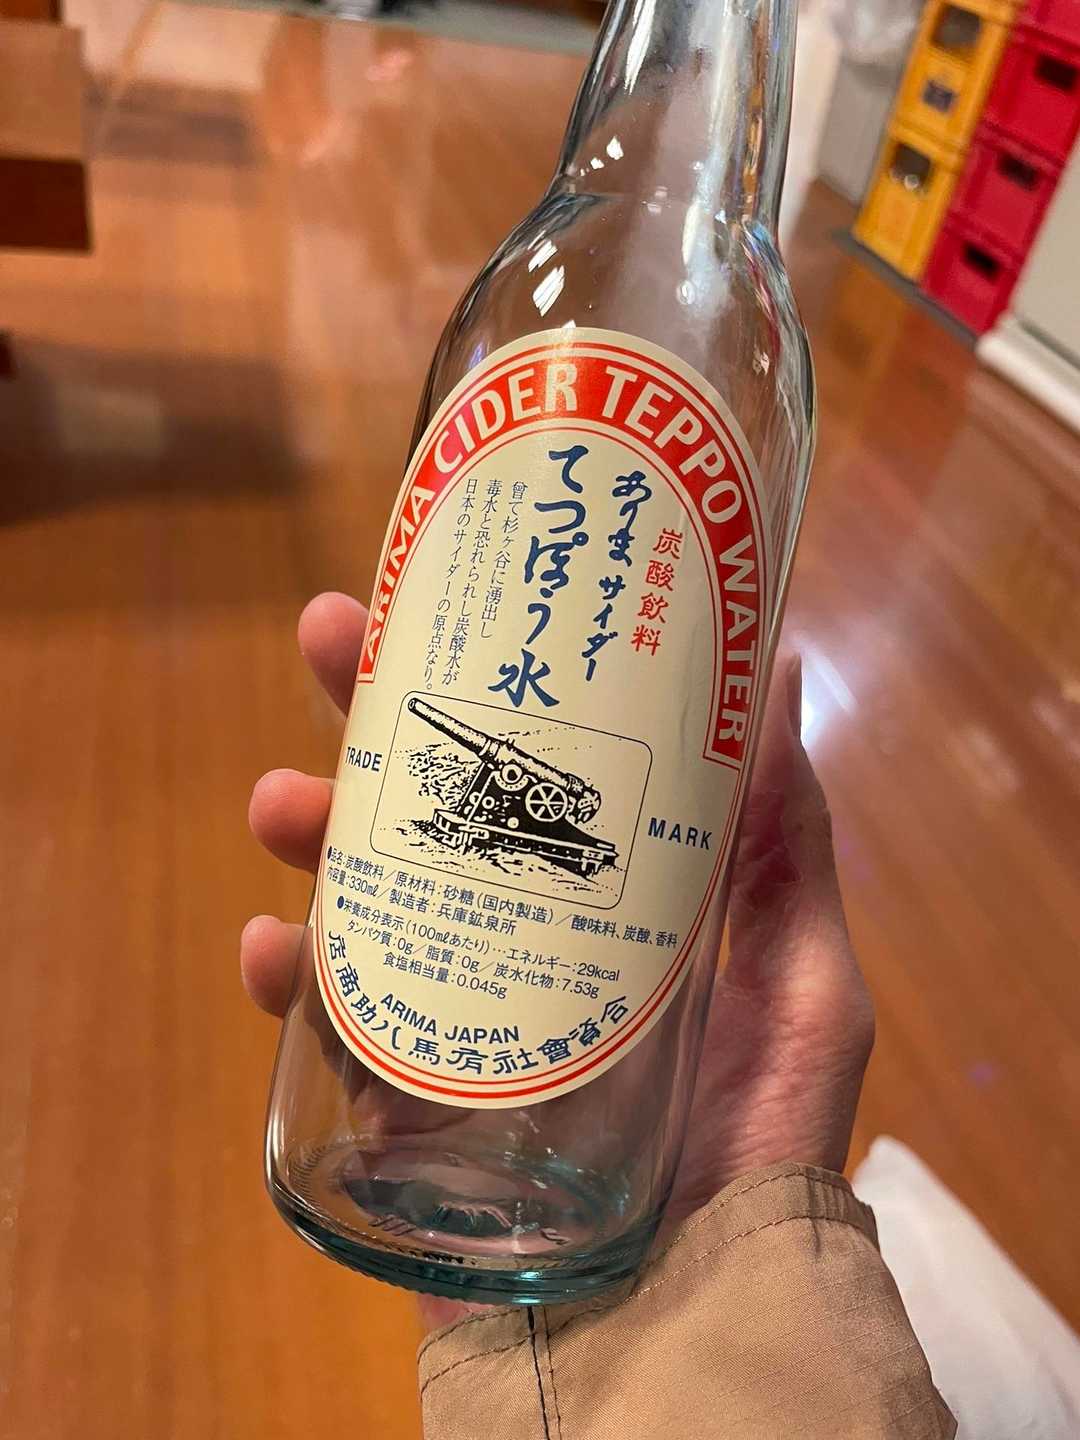 ARIMA CIDER TEPPO WATER
炭酸飲料
ありまサイダー
てっぽう水
曾て杉ヶ谷に湧出し
毒水と恐れられし炭酸水が
日本のサイダーの原点なり。
TRADE
MARK
●品名:炭酸飲料/原材料:砂糖(国内製造)/酸味料、炭酸、香料
内容量:330mℓ/製造者:兵庫鉱泉所
●栄養成分表示(100mℓあたり)…エネルギー:29kcal
タンパク質:0g/脂質:0g/炭水化物:7.53g
食塩相当量:0.045g
ARIMA JAPAN
合資會社有馬八助商店